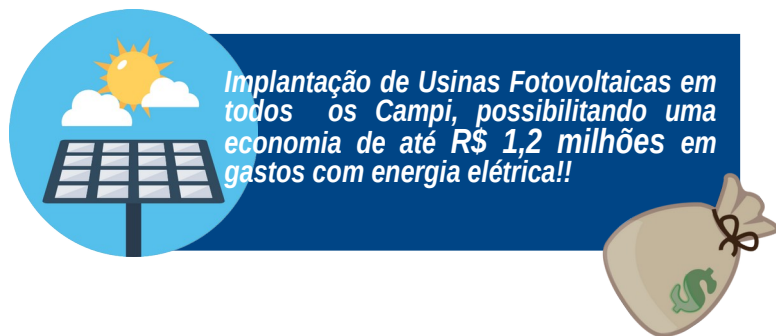 Implantação de Usinas Fotovoltaicas em
todos os Campi, possibilitando uma
economia de até R$ 1,2 milhões em
gastos com energia elétrica!!
$